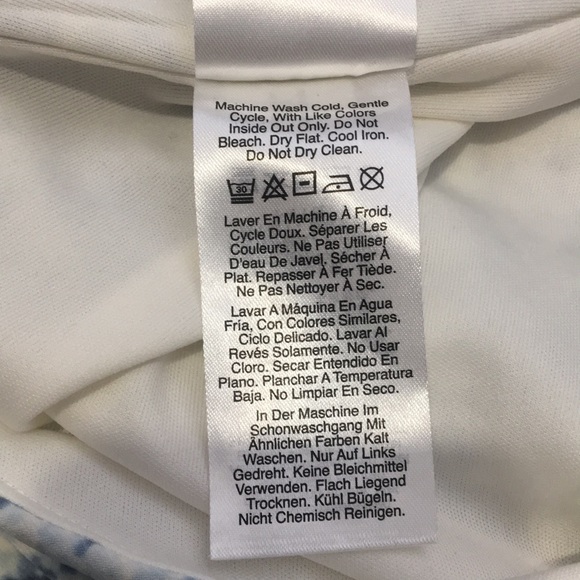 Machine Wash Cold, Gentle
Cycle, With Like Colors
Inside Out Only. Do Not
Bleach. Dry Flat. Cool Iron.
Do Not Dry Clean.
30
Laver En Machine À Froid,
Cycle Doux. Séparer Les
Couleurs. Ne Pas Utiliser
D'eau De Javel. Sécher À
Plat. Repasser À Fer Tiède.
Ne Pas Nettoyer À Sec.
Lavar A Máquina En Agua
Fría, Con Colores Similares,
Ciclo Delicado. Lavar Al
Revés Solamente. No Usar
Cloro. Secar Entendido En
Plano. Planchar A Temperatura
Baja. No Limpiar En Seco.
In Der Maschine Im
Schonwaschgang Mit
Ähnlichen Farben Kalt
Waschen. Nur Auf Links
Gedreht. Keine Bleichmittel
Verwenden. Flach Liegend
Trocknen. Kühl Bügeln.
Nicht Chemisch Reinigen.